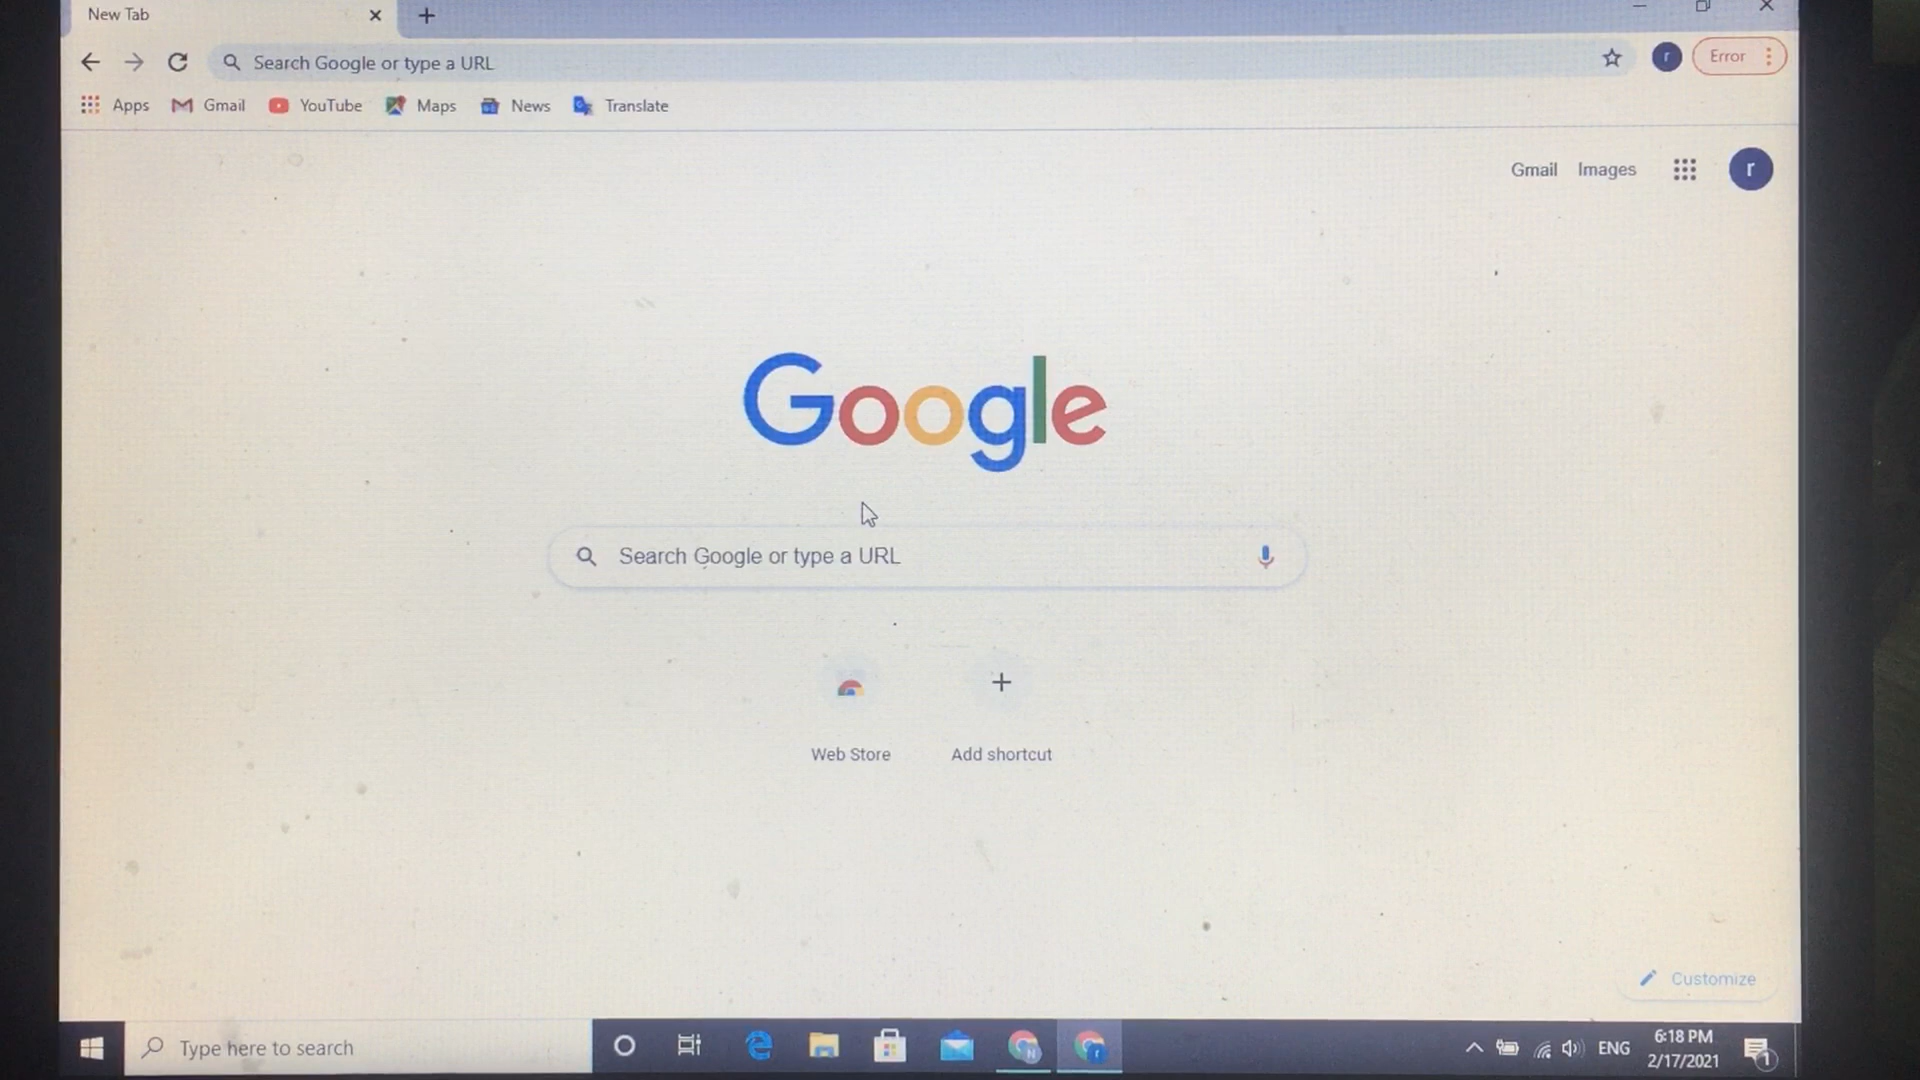 New Tab
Search Google or type a URL
r
Error
Apps Gmail YouTube Maps News Translate
Gmail Images
r
Google
Search Google or type a URL
Web Store Add shortcut
Customize
Type here to search
N
r
ENG
6:18 PM
2/17/2021
1